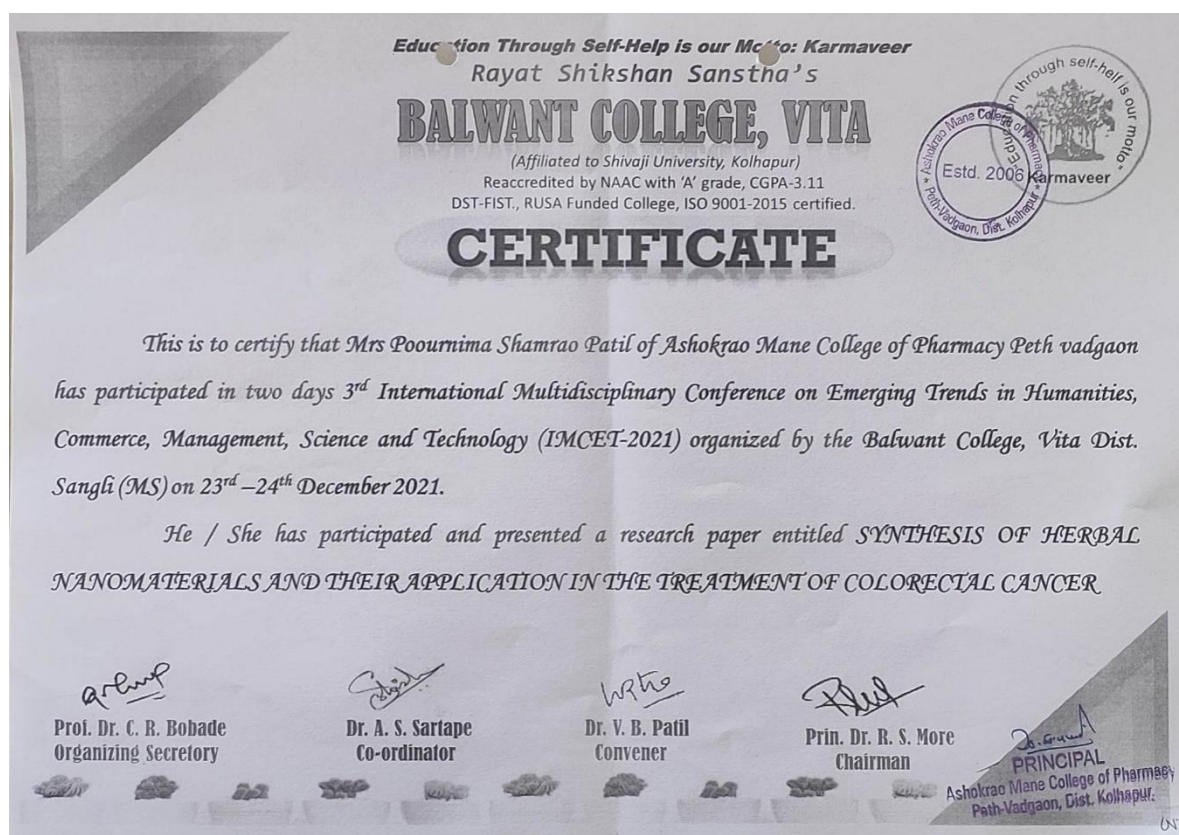 Education Through Self-Help is our Motto: Karmaveer
Rayat Shikshan Sanstha's
BALWANT COLLEGE, VITA
(Affiliated to Shivaji University, Kolhapur)
Reaccredited by NAAC with 'A' grade, CGPA-3.11
DST-FIST., RUSA Funded College, ISO 9001-2015 certified.
CERTIFICATE
Education through self-helf is our motto"
Karmaveer
* Ashokrao Mane College of Pharmacy *
Estd. 2006
Peth-Vadgaon, Dist. Kolhapur
This is to certify that Mrs Poournima Shamrao Patil of Ashokrao Mane College of Pharmacy Peth vadgaon
has participated in two days 3rd International Multidisciplinary Conference on Emerging Trends in Humanities,
Commerce, Management, Science and Technology (IMCET-2021) organized by the Balwant College, Vita Dist.
Sangli (MS) on 23rd –24th December 2021.
He / She has participated and presented a research paper entitled SYNTHESIS OF HERBAL
NANOMATERIALS AND THEIR APPLICATION IN THE TREATMENT OF COLORECTAL CANCER
Prof. Dr. C. R. Bobade
Organizing Secretory
Dr. A. S. Sartape
Co-ordinator
Dr. V. B. Patil
Convener
Prin. Dr. R. S. More
Chairman
PRINCIPAL
Ashokrao Mane College of Pharmacy
Peth-Vadgaon, Dist. Kolhapur.